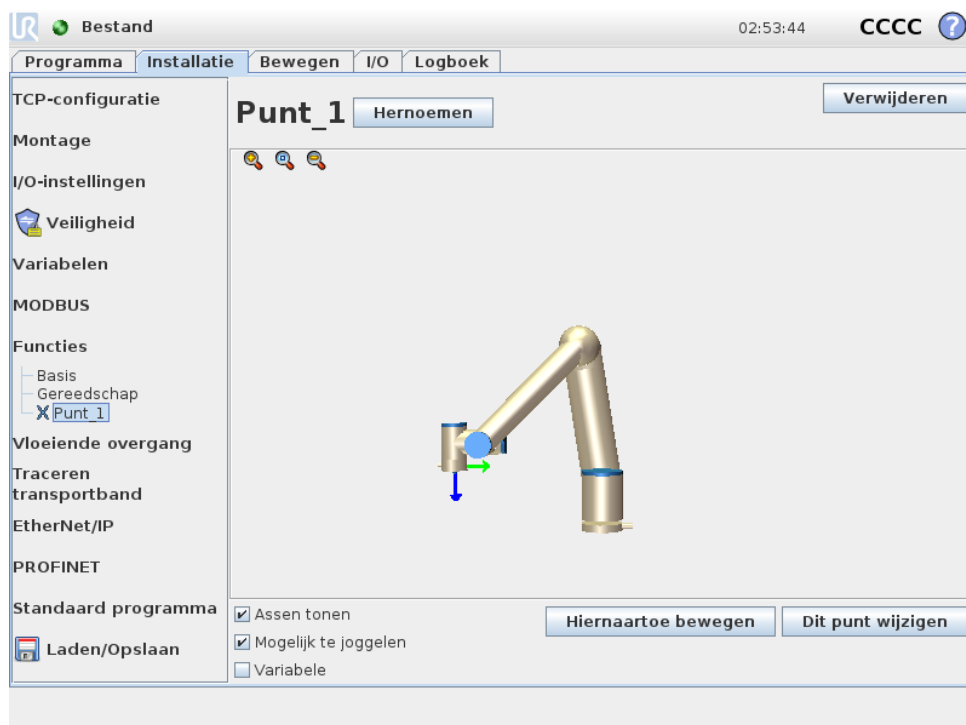 UR Bestand 02:53:44 CCCC ?
Programma Installatie Bewegen I/O Logboek
TCP-configuratie
Montage
I/O-instellingen
Veiligheid
Variabelen
MODBUS
Functies
Basis
Gereedschap
Punt_1
Vloeiende overgang
Traceren
transportband
EtherNet/IP
PROFINET
Standaard programma
Laden/Opslaan
Punt_1 Hernoemen Verwijderen
Assen tonen
Mogelijk te joggelen
Variabele
Hiernaartoe bewegen Dit punt wijzigen